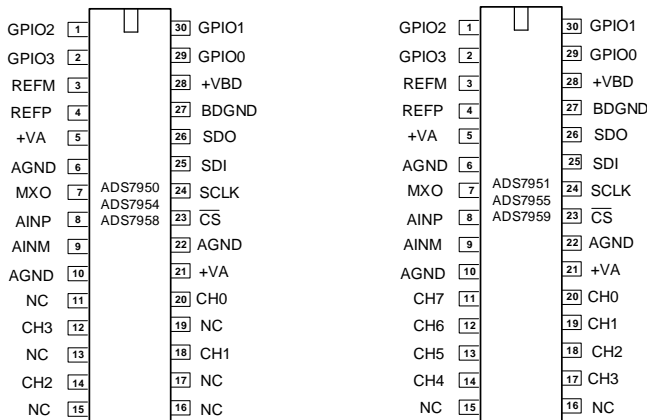 GPIO2 1 30 GPIO1
GPIO3 2 29 GPIO0
REFM 3 28 +VBD
REFP 4 27 BDGND
+VA 5 26 SDO
AGND 6 25 SDI
MXO 7 24 SCLK
AINP 8 23 CS
AINM 9 22 AGND
AGND 10 21 +VA
NC 11 20 CH0
CH3 12 19 NC
NC 13 18 CH1
CH2 14 17 NC
NC 15 16 NC
ADS7950
ADS7954
ADS7958
GPIO2 1 30 GPIO1
GPIO3 2 29 GPIO0
REFM 3 28 +VBD
REFP 4 27 BDGND
+VA 5 26 SDO
AGND 6 25 SDI
MXO 7 24 SCLK
AINP 8 23 CS
AINM 9 22 AGND
AGND 10 21 +VA
CH7 11 20 CH0
CH6 12 19 CH1
CH5 13 18 CH2
CH4 14 17 CH3
NC 15 16 NC
ADS7951
ADS7955
ADS7959